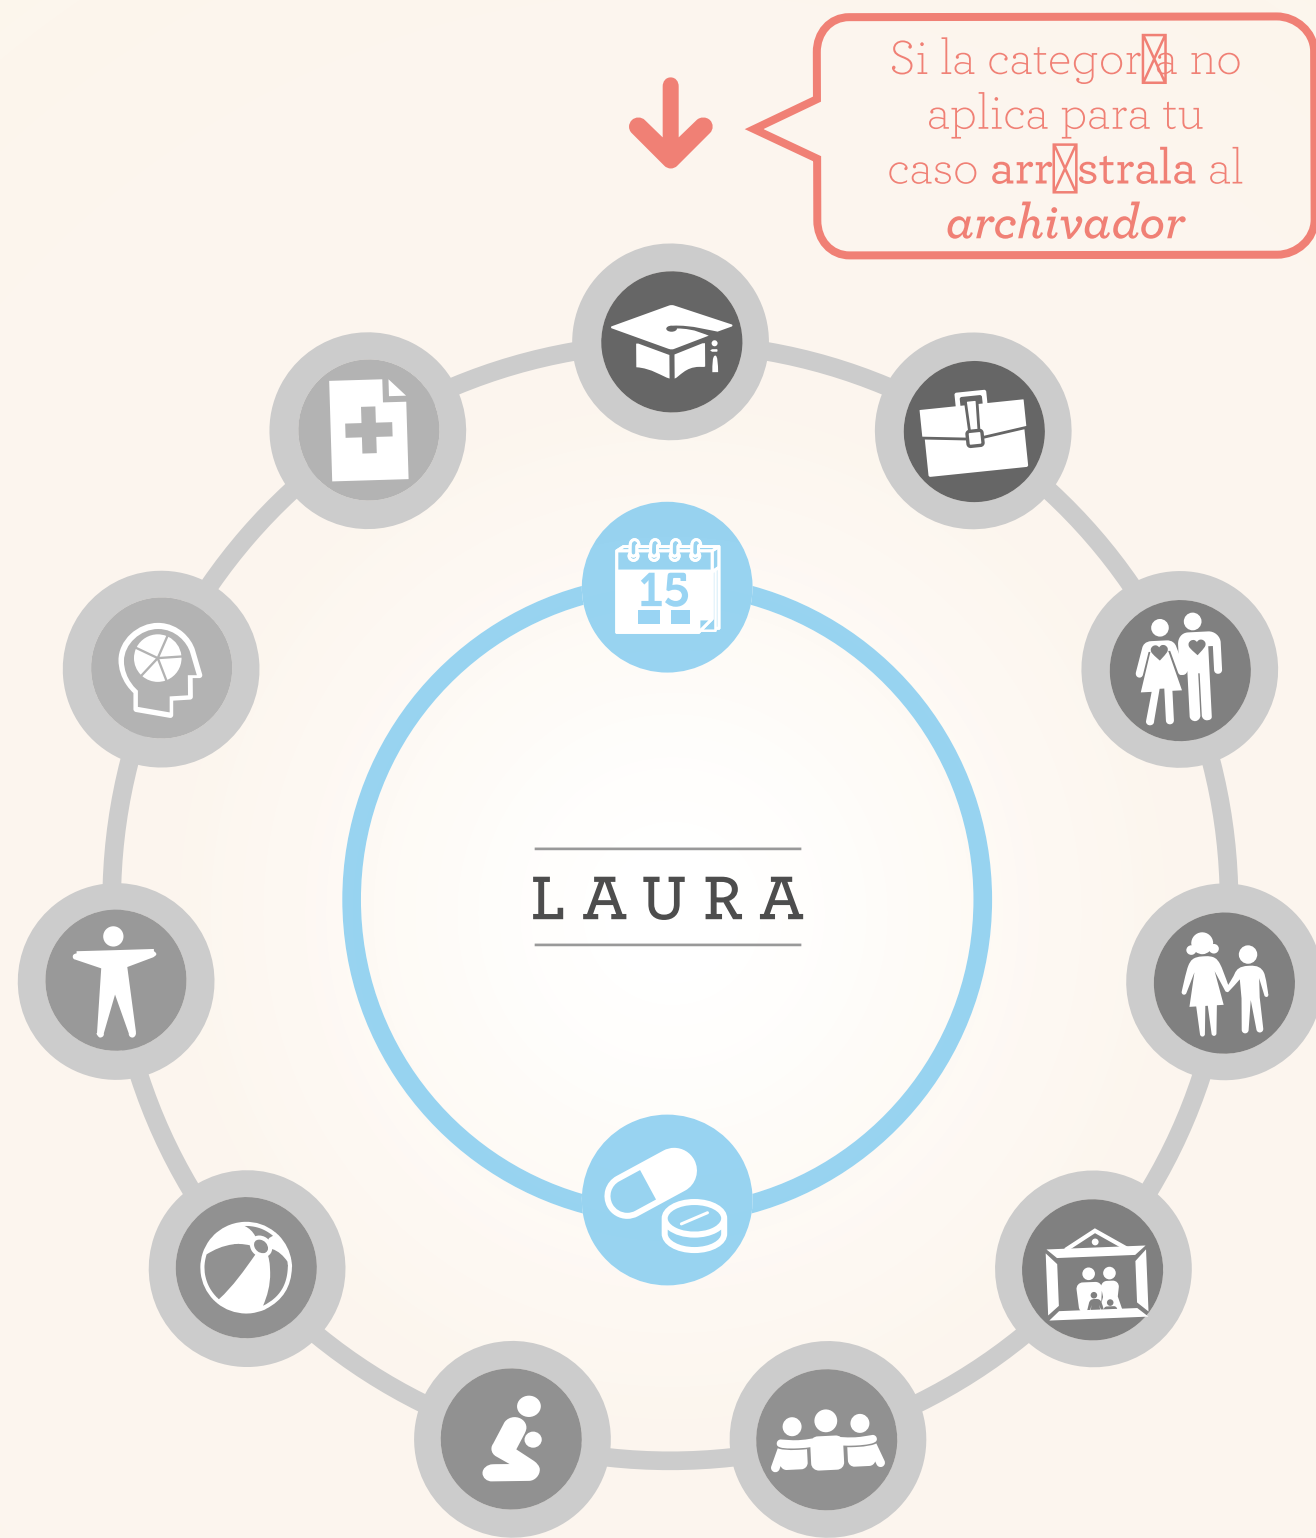 Si la categor☒a no
aplica para tu
caso arr☒strala al
archivador
15
LAURA